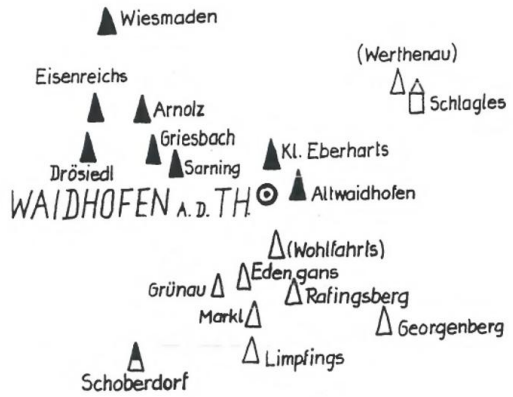 Wiesmaden
(Werthenau)
Eisenreichs
Schlagles
Arnolz
Griesbach
Kl. Eberharts
Drösiedl
Sarning
Altwaidhofen
WAIDHOFEN A. D. TH.
(Wohlfahrts)
Edengans
Grünau
Rafingsberg
Markl
Georgenberg
Limpfings
Schoberdorf